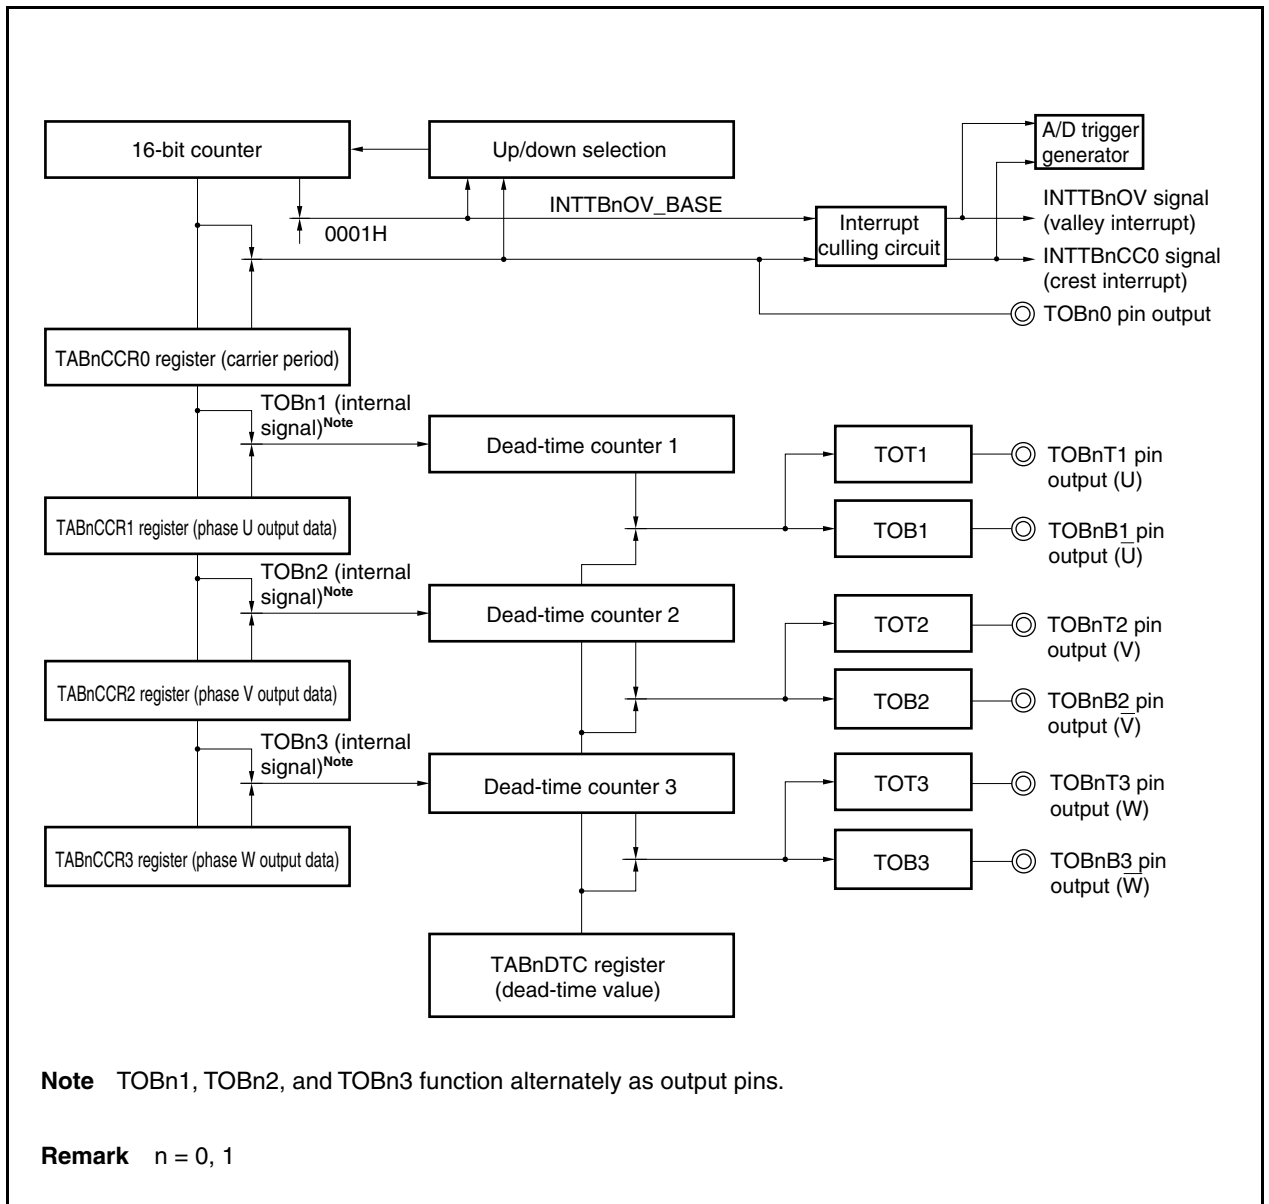 16-bit counter
Up/down selection
A/D trigger
generator
INTTBnOV_BASE
0001H
Interrupt
culling circuit
INTTBnOV signal
(valley interrupt)
INTTBnCC0 signal
(crest interrupt)
TOBn0 pin output
TABnCCR0 register (carrier period)
TOBn1 (internal
signal)Note
Dead-time counter 1
TOT1
TOBnT1 pin
output (U)
TABnCCR1 register (phase U output data)
TOB1
TOBnB1 pin
output (U̅)
TOBn2 (internal
signal)Note
Dead-time counter 2
TOT2
TOBnT2 pin
output (V)
TABnCCR2 register (phase V output data)
TOB2
TOBnB2 pin
output (V̅)
TOBn3 (internal
signal)Note
Dead-time counter 3
TOT3
TOBnT3 pin
output (W)
TABnCCR3 register (phase W output data)
TOB3
TOBnB3 pin
output (W̅)
TABnDTC register
(dead-time value)
Note TOBn1, TOBn2, and TOBn3 function alternately as output pins.
Remark n = 0, 1